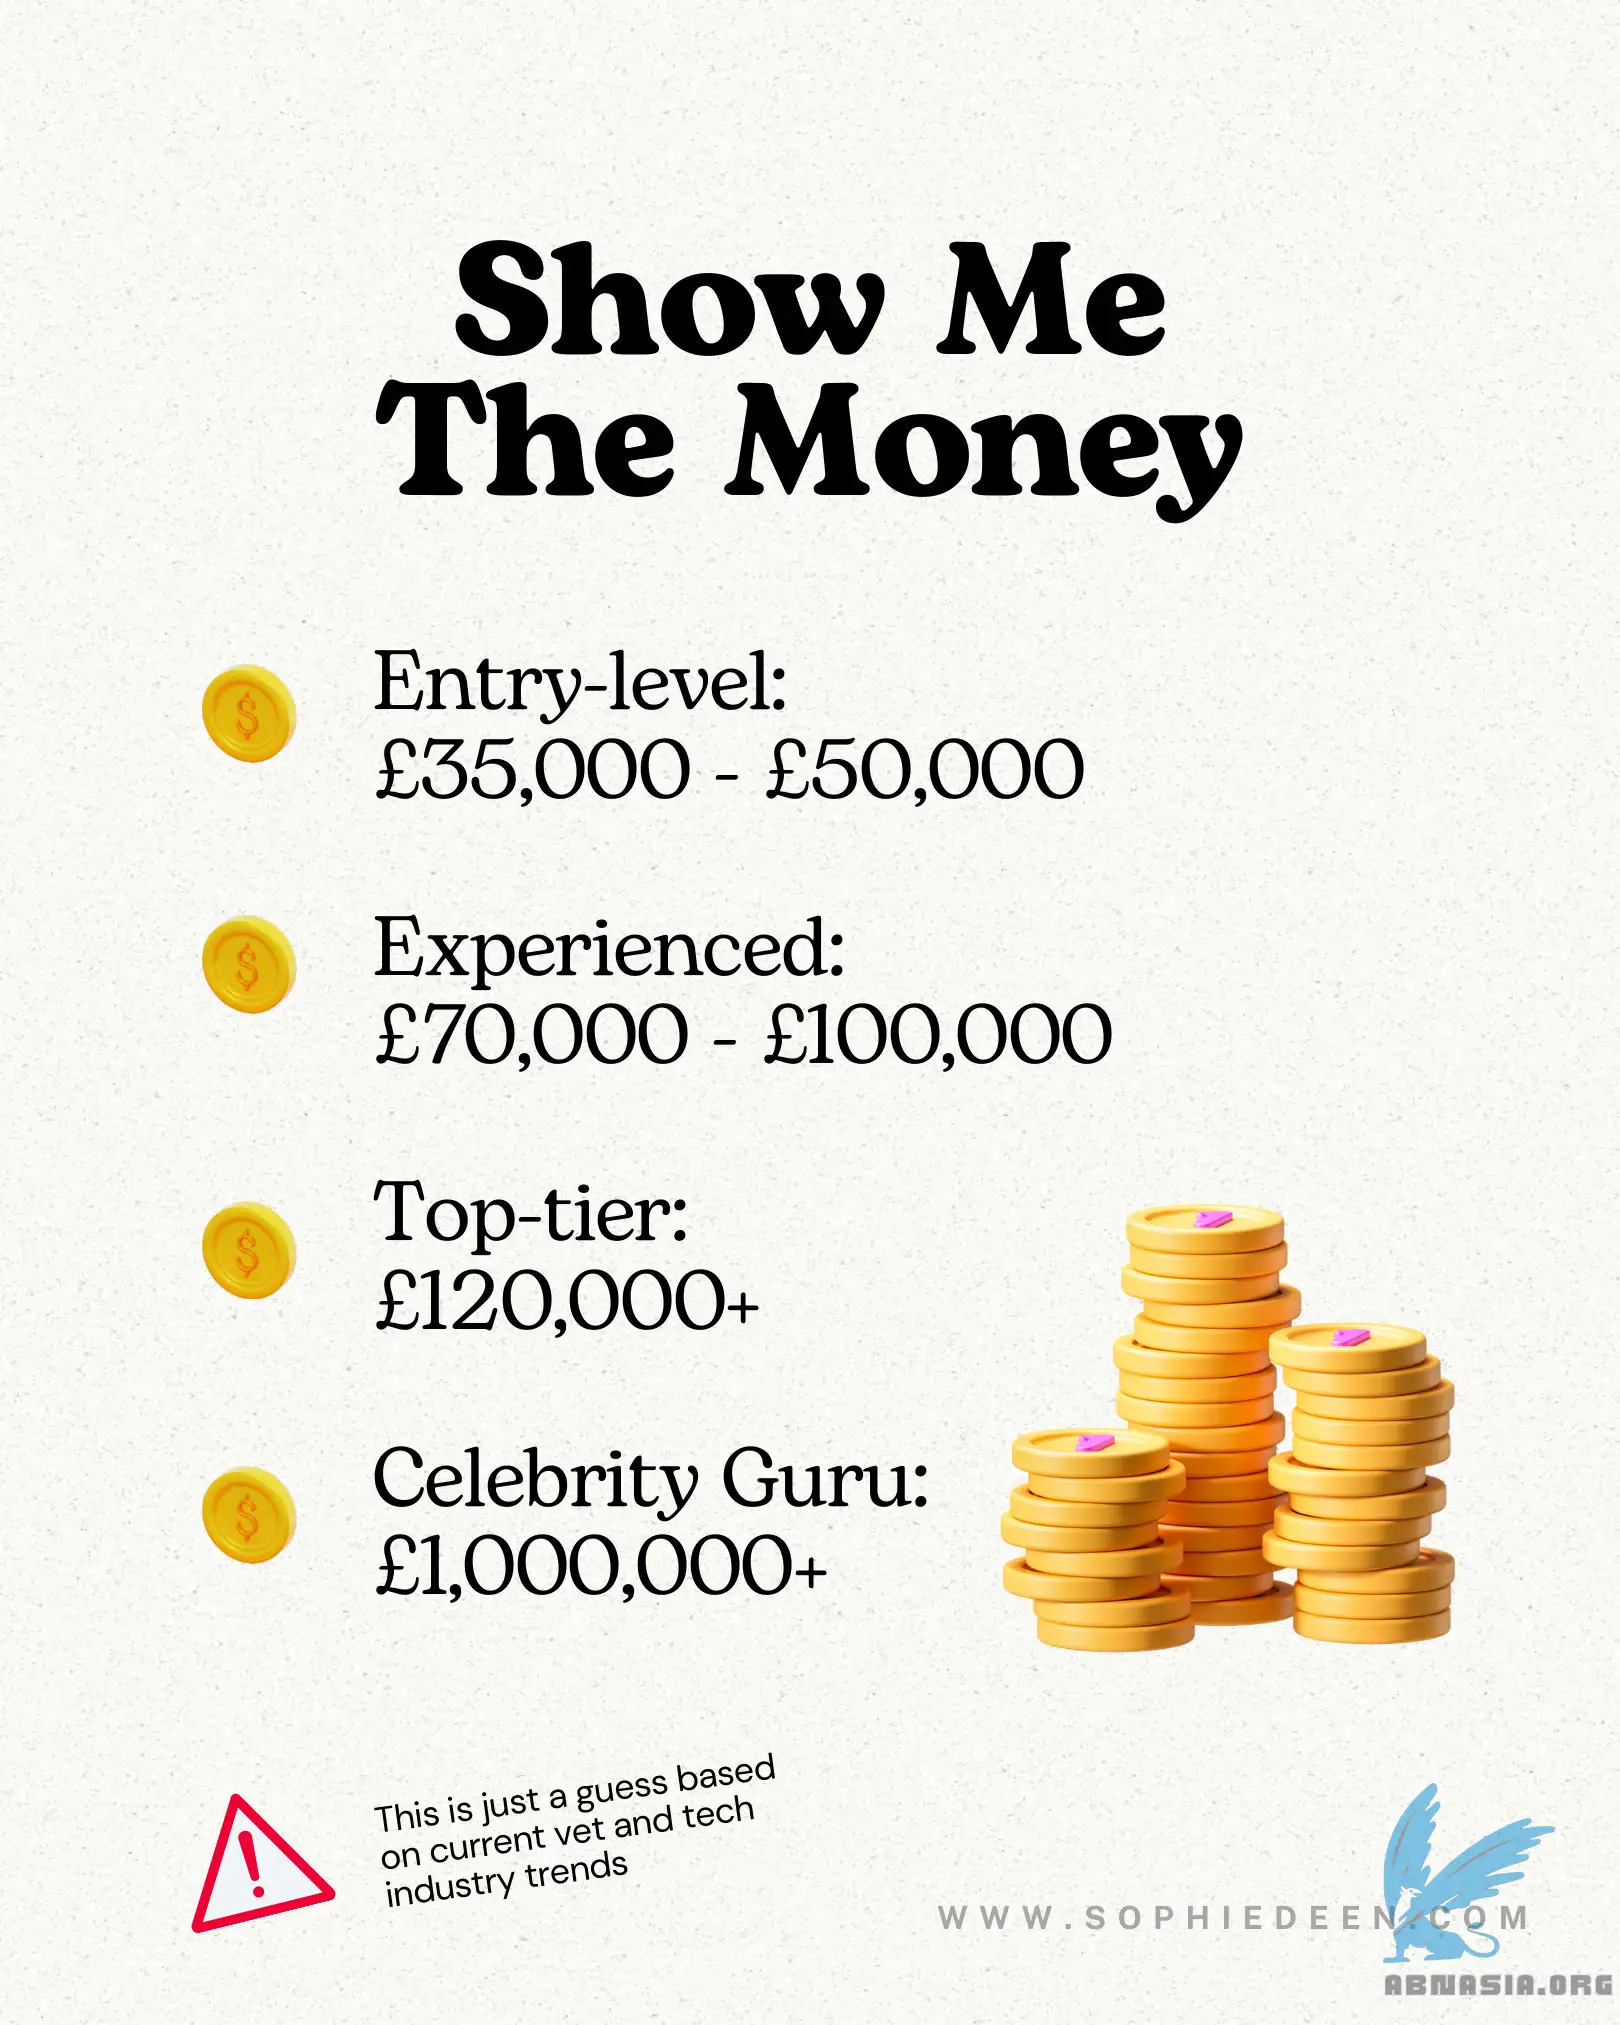 Show Me
The Money
Entry-level:
£35,000 - £50,000
Experienced:
£70,000 - £100,000
Top-tier:
£120,000+
Celebrity Guru:
£1,000,000+
This is just a guess based
on current vet and tech
industry trends
WWW.SOPHIEDEEN.COM
ABNASIA.ORG